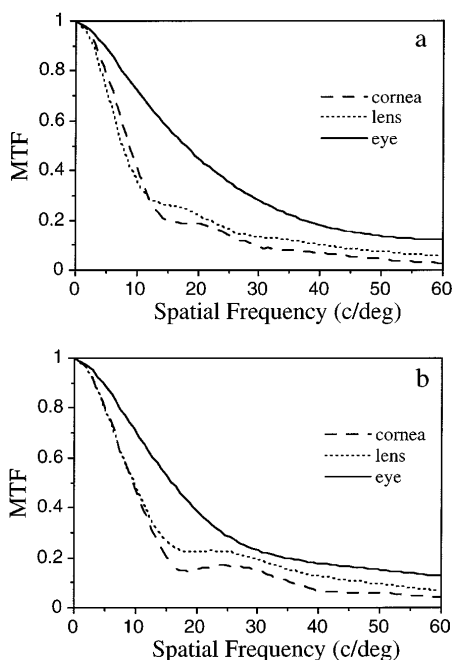 a
1
0.8
0.6
0.4
0.2
0
MTF
cornea
lens
eye
0 10 20 30 40 50 60
Spatial Frequency (c/deg)
b
1
0.8
0.6
0.4
0.2
0
MTF
cornea
lens
eye
0 10 20 30 40 50 60
Spatial Frequency (c/deg)